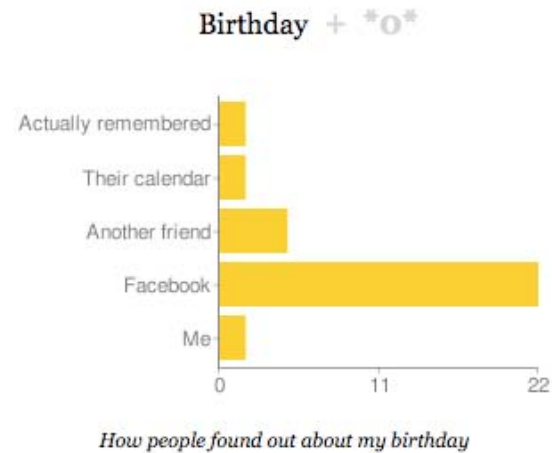 Birthday + *o*
Actually remembered
Their calendar
Another friend
Facebook
Me
0 11 22
How people found out about my birthday